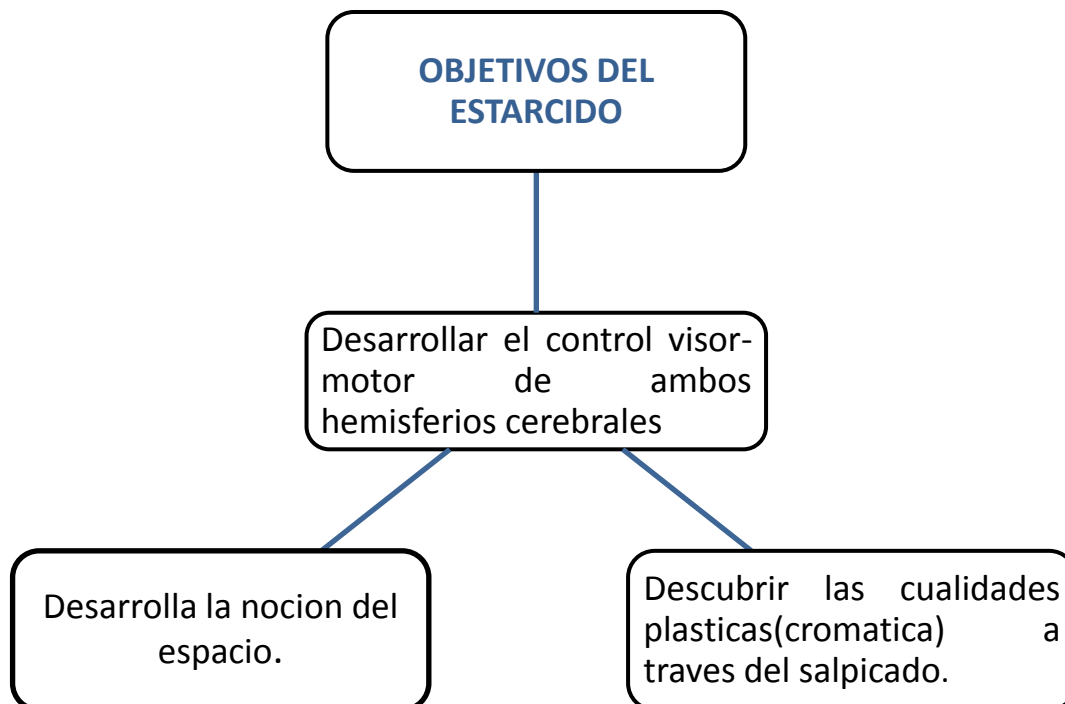 OBJETIVOS DEL
ESTARCIDO
Desarrollar el control visor-
motor de ambos
hemisferios cerebrales
Desarrolla la nocion del
espacio.
Descubrir las cualidades
plasticas(cromatica) a
traves del salpicado.